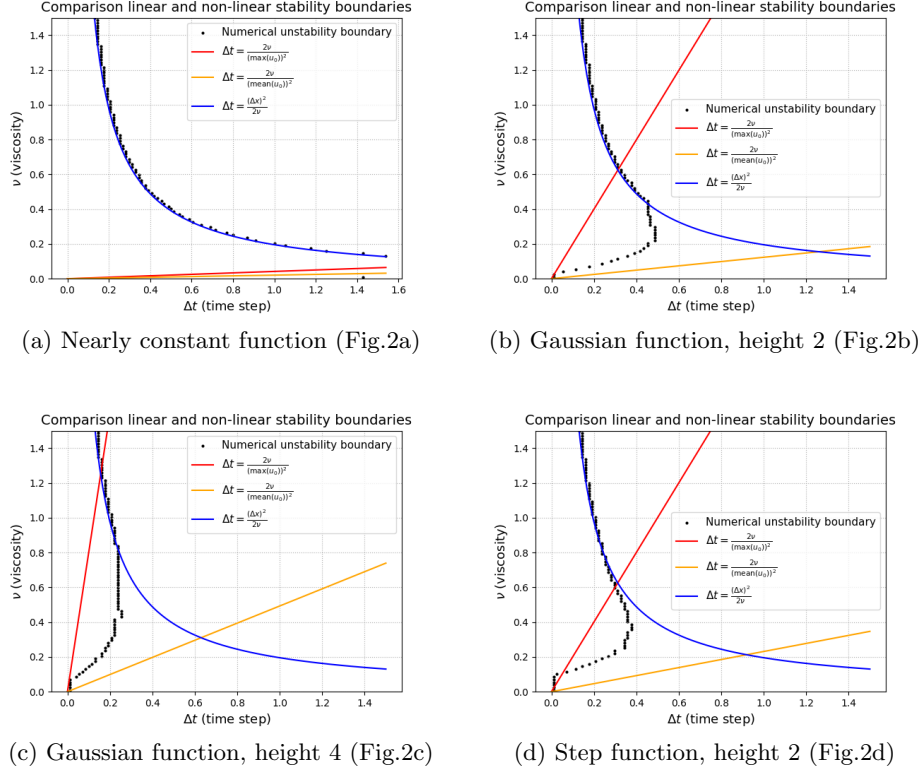 Comparison linear and non-linear stability boundaries
ν (viscosity)
1.4
1.2
1.0
0.8
0.6
0.4
0.2
0.0
Numerical unstability boundary
Δt = 2ν/(max(u₀))²
Δt = 2ν/(mean(u₀))²
Δt = (Δx)²/2ν
0.0 0.2 0.4 0.6 0.8 1.0 1.2 1.4 1.6
Δt (time step)
(a) Nearly constant function (Fig.2a)
Comparison linear and non-linear stability boundaries
ν (viscosity)
1.4
1.2
1.0
0.8
0.6
0.4
0.2
0.0
Numerical unstability boundary
Δt = 2ν/(max(u₀))²
Δt = 2ν/(mean(u₀))²
Δt = (Δx)²/2ν
0.0 0.2 0.4 0.6 0.8 1.0 1.2 1.4
Δt (time step)
(b) Gaussian function, height 2 (Fig.2b)
Comparison linear and non-linear stability boundaries
ν (viscosity)
1.4
1.2
1.0
0.8
0.6
0.4
0.2
0.0
Numerical unstability boundary
Δt = 2ν/(max(u₀))²
Δt = 2ν/(mean(u₀))²
Δt = (Δx)²/2ν
0.0 0.2 0.4 0.6 0.8 1.0 1.2 1.4
Δt (time step)
(c) Gaussian function, height 4 (Fig.2c)
Comparison linear and non-linear stability boundaries
ν (viscosity)
1.4
1.2
1.0
0.8
0.6
0.4
0.2
0.0
Numerical unstability boundary
Δt = 2ν/(max(u₀))²
Δt = 2ν/(mean(u₀))²
Δt = (Δx)²/2ν
0.0 0.2 0.4 0.6 0.8 1.0 1.2 1.4
Δt (time step)
(d) Step function, height 2 (Fig.2d)